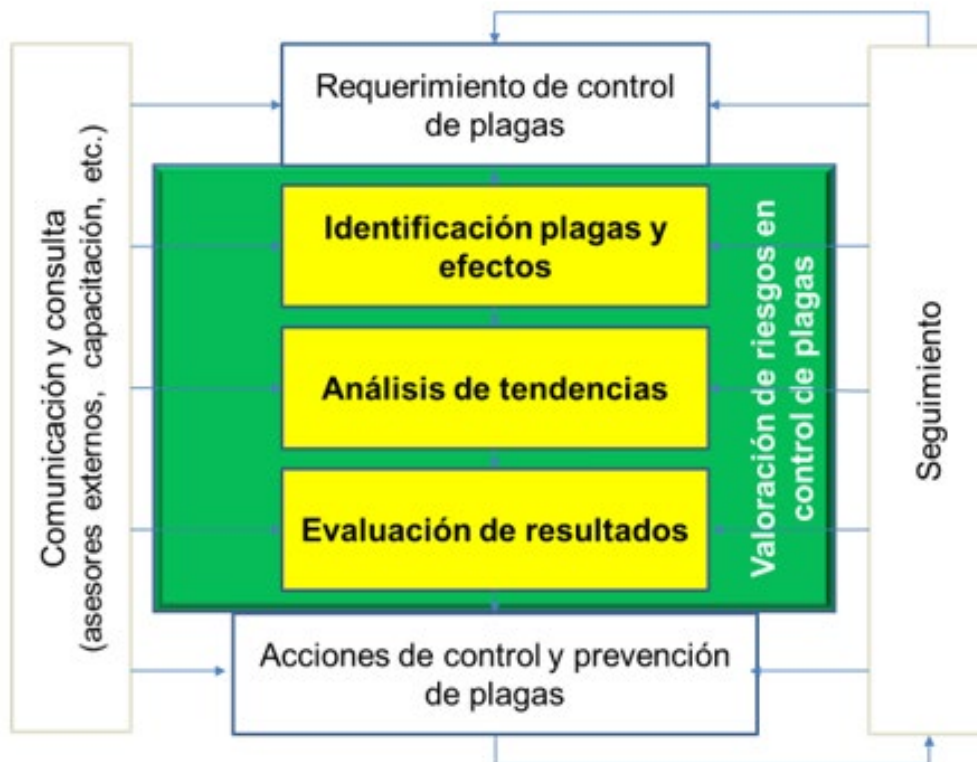 Requerimiento de control
de plagas
Comunicación y consulta
(asesores externos, capacitación, etc.)
Identificación plagas y
efectos
Análisis de tendencias
Evaluación de resultados
Valoración de riesgos en
control de plagas
Seguimiento
Acciones de control y prevención
de plagas